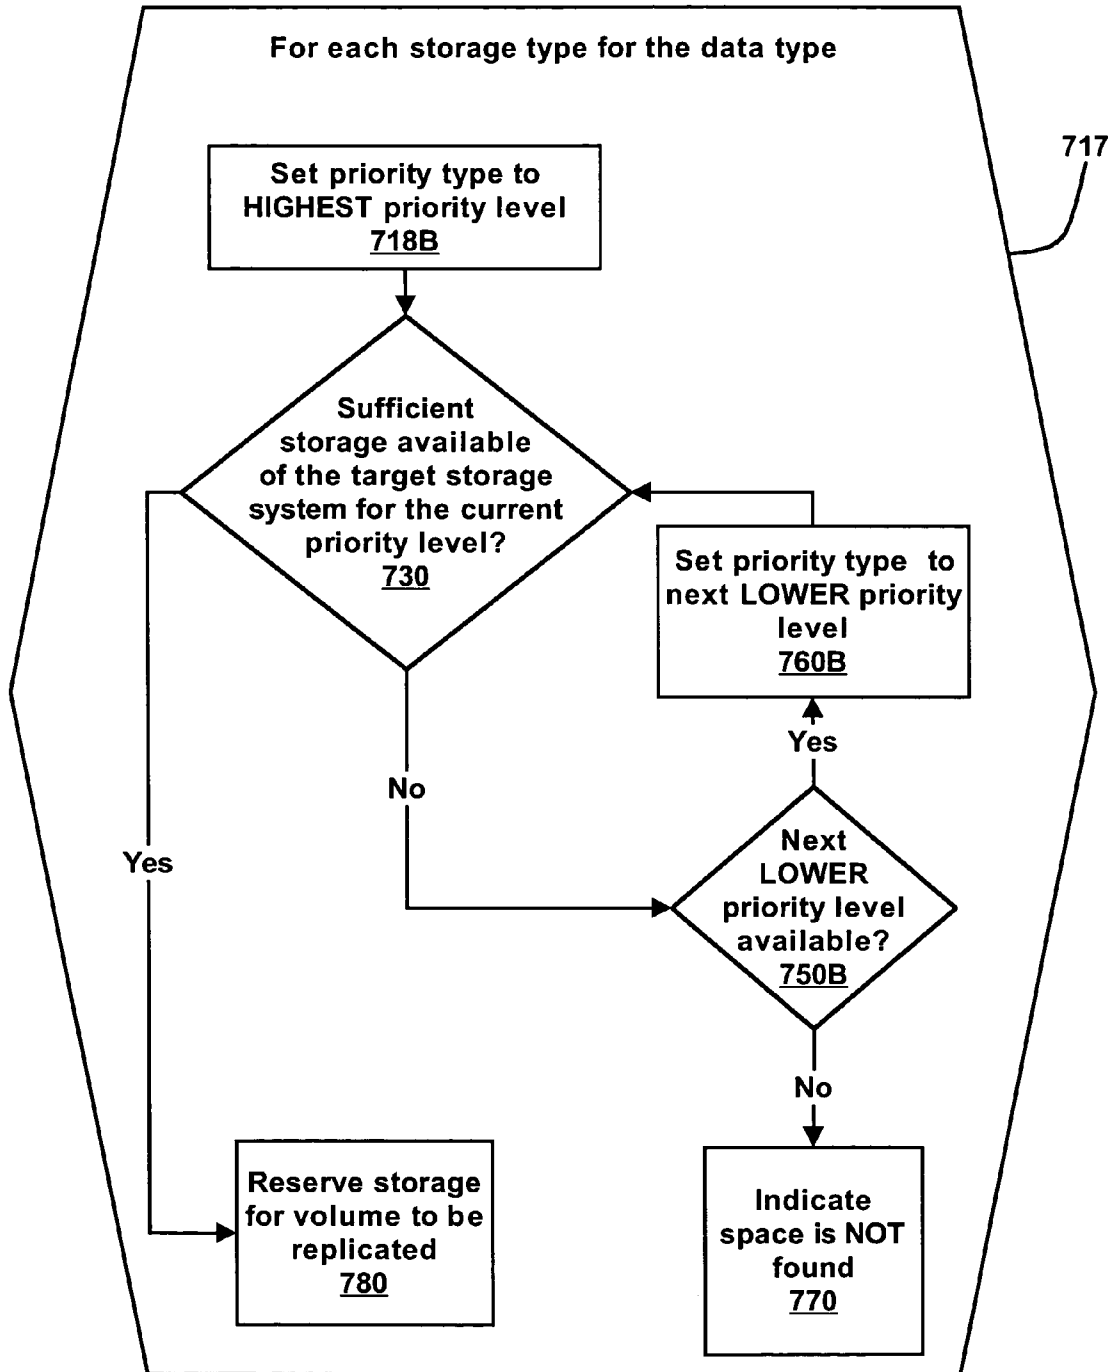 For each storage type for the data type
717
Set priority type to
HIGHEST priority level
718B
Sufficient
storage available
of the target storage
system for the current
priority level?
730
Set priority type to
next LOWER priority
level
760B
Yes
No
Next
LOWER
priority level
available?
750B
Yes
No
Reserve storage
for volume to be
replicated
780
Indicate
space is NOT
found
770